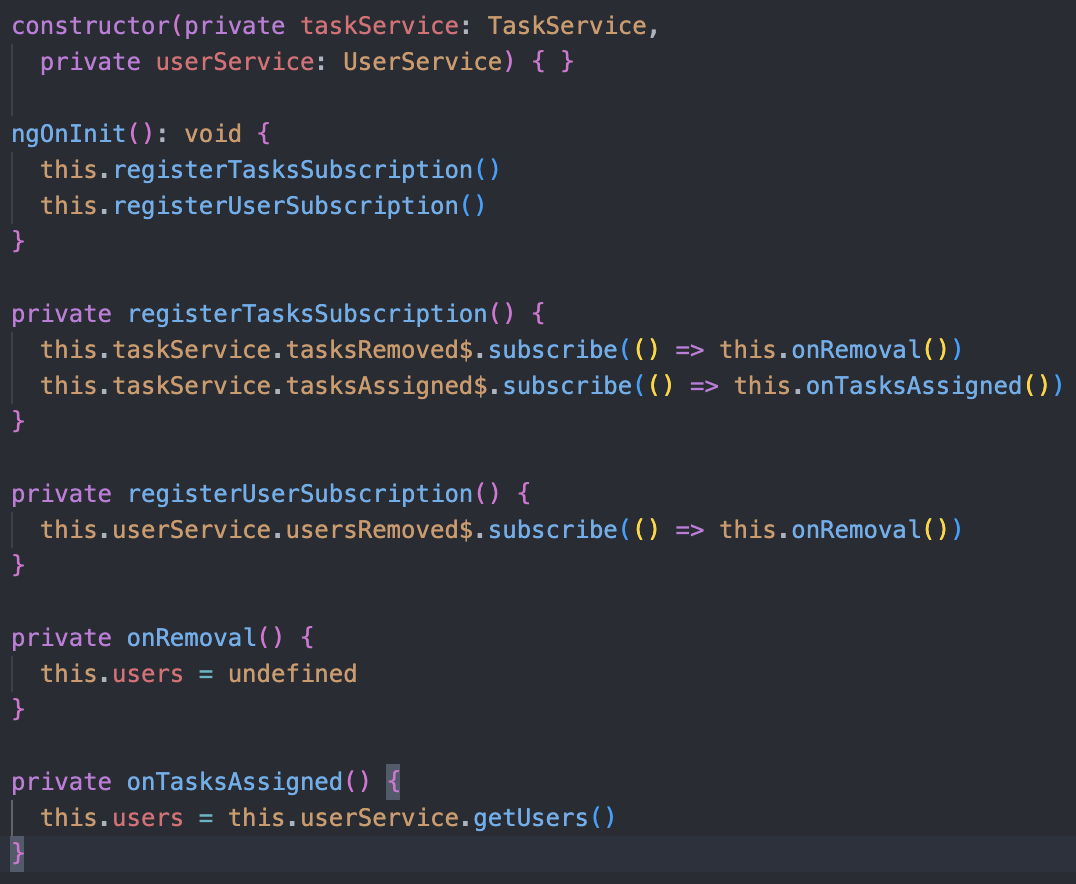 constructor(private taskService: TaskService,
  private userService: UserService) { }

ngOnInit(): void {
  this.registerTasksSubscription()
  this.registerUserSubscription()
}

private registerTasksSubscription() {
  this.taskService.tasksRemoved$.subscribe(() => this.onRemoval())
  this.taskService.tasksAssigned$.subscribe(() => this.onTasksAssigned())
}

private registerUserSubscription() {
  this.userService.usersRemoved$.subscribe(() => this.onRemoval())
}

private onRemoval() {
  this.users = undefined
}

private onTasksAssigned() {
  this.users = this.userService.getUsers()
}